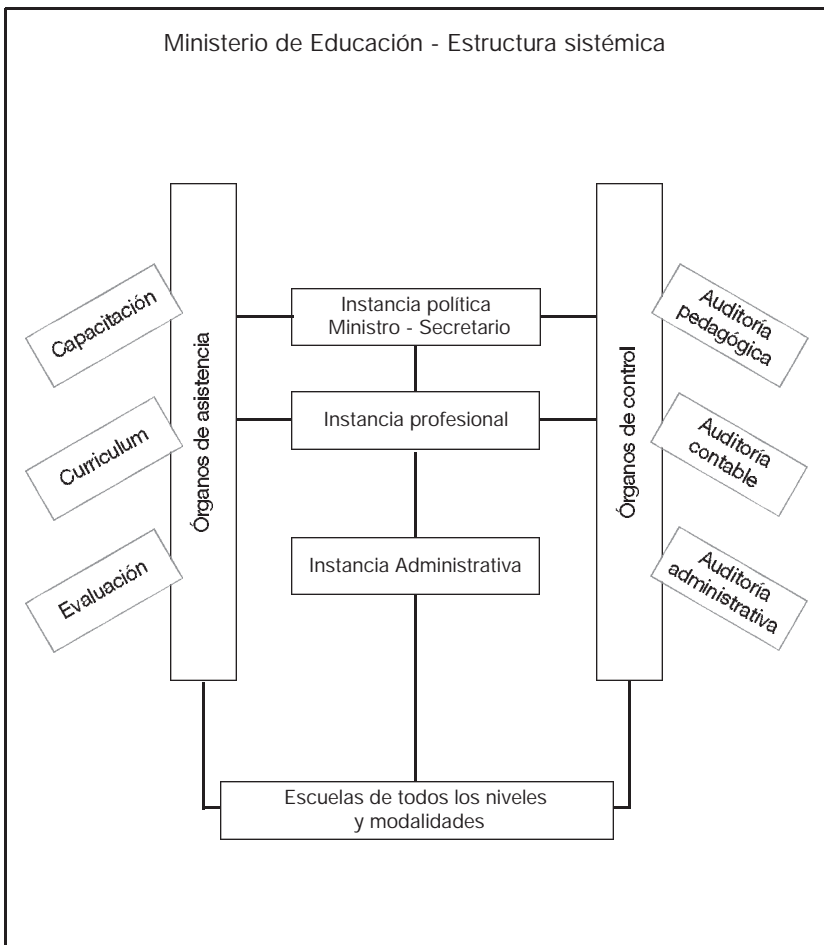 Ministerio de Educación - Estructura sistémica
Capacitación
Curriculum
Evaluación
Órganos de asistencia
Instancia política
Ministro - Secretario
Instancia profesional
Instancia Administrativa
Órganos de control
Auditoría
pedagógica
Auditoría
contable
Auditoría
administrativa
Escuelas de todos los niveles
y modalidades